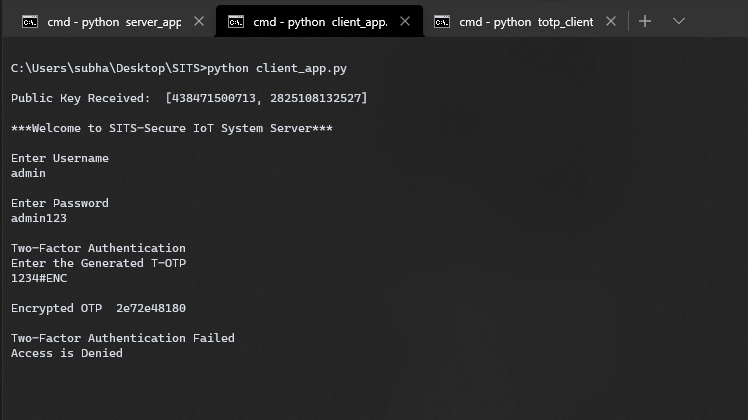 cmd - python server_app
cmd - python client_app.
cmd - python totp_client
C:\Users\subha\Desktop\SITS>python client_app.py
Public Key Received:  [438471500713, 2825108132527]
***Welcome to SITS-Secure IoT System Server***
Enter Username
admin
Enter Password
admin123
Two-Factor Authentication
Enter the Generated T-OTP
1234#ENC
Encrypted OTP  2e72e48180
Two-Factor Authentication Failed
Access is Denied